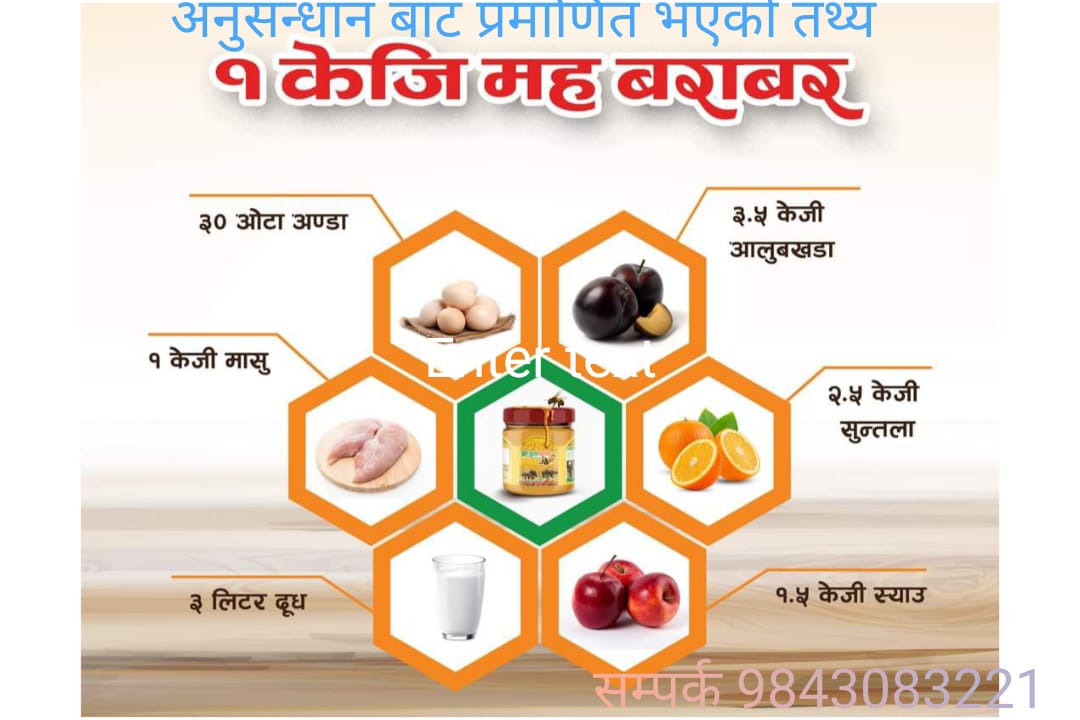 अनुसन्धान बाट प्रमाणित भएको तथ्य
१ केजि मह बराबर
३० ओटा अण्डा
३.५ केजी
आलुबखडा
१ केजी मासु
Enter text
२.५ केजी
सुन्तला
३ लिटर दूध
१.५ केजी स्याउ
सम्पर्क 9843083221